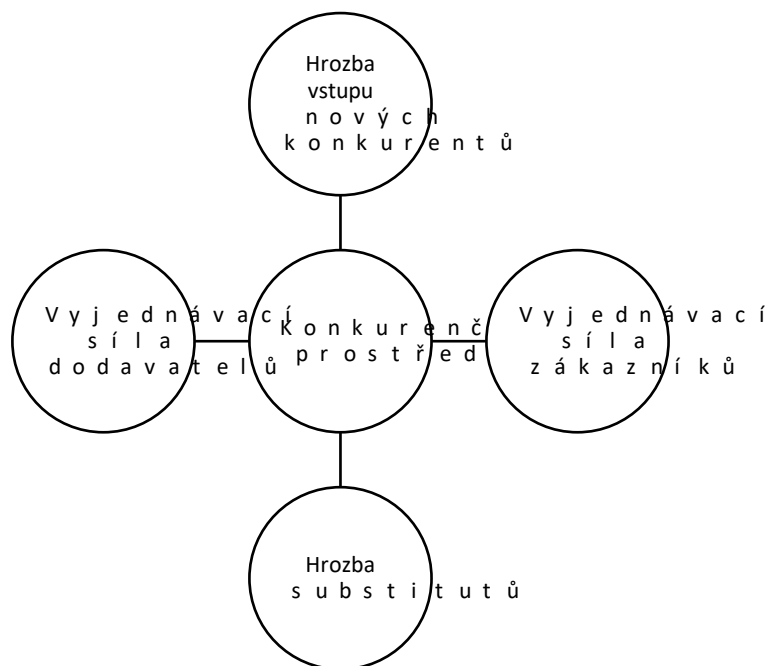 Hrozba
vstupu
nových
konkurentů
Vyjednávací
síla
dodavatelů
Konkurenč
prostřed
Vyjednávací
síla
zákazníků
Hrozba
substitutů